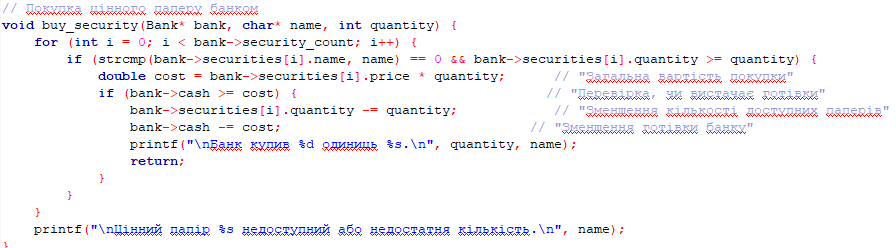 // Покупка цінного паперу банком
void buy_security(Bank* bank, char* name, int quantity) {
    for (int i = 0; i < bank->security_count; i++) {
        if (strcmp(bank->securities[i].name, name) == 0 && bank->securities[i].quantity >= quantity) {
            double cost = bank->securities[i].price * quantity;      // "Загальна вартість покупки"
            if (bank->cash >= cost) {                               // "Перевірка, чи вистачає готівки"
                bank->securities[i].quantity -= quantity;            // "Зменшення кількості доступних паперів"
                bank->cash -= cost;                               // "Зменшення готівки банку"
                printf("\nБанк купив %d одиниць %s.\n", quantity, name);
                return;
            }
        }
    }
    printf("\nЦінний папір %s недоступний або недостатня кількість.\n", name);
}